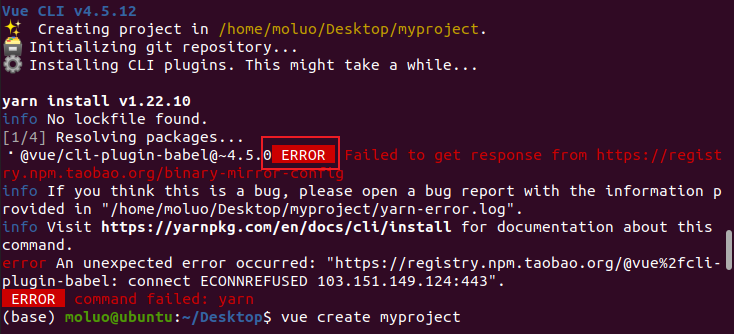 Vue CLI v4.5.12
Creating project in /home/moluo/Desktop/myproject.
Initializing git repository...
Installing CLI plugins. This might take a while...
yarn install v1.22.10
info No lockfile found.
[1/4] Resolving packages...
⠂ @vue/cli-plugin-babel@~4.5.0 ERROR  Failed to get response from https://regist
ry.npm.taobao.org/binary-mirror-config
info If you think this is a bug, please open a bug report with the information p
rovided in "/home/moluo/Desktop/myproject/yarn-error.log".
info Visit https://yarnpkg.com/en/docs/cli/install for documentation about this
command.
error An unexpected error occurred: "https://registry.npm.taobao.org/@vue%2fcli-
plugin-babel: connect ECONNREFUSED 103.151.149.124:443".
ERROR  command failed: yarn
(base) moluo@ubuntu:~/Desktop$ vue create myproject